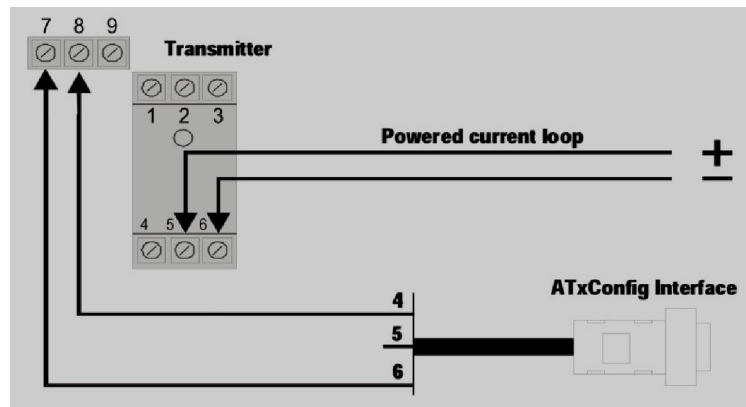 7 8 9
Transmitter
1 2 3
Powered current loop
+
−
4 5 6
4
ATxConfig Interface
5
6